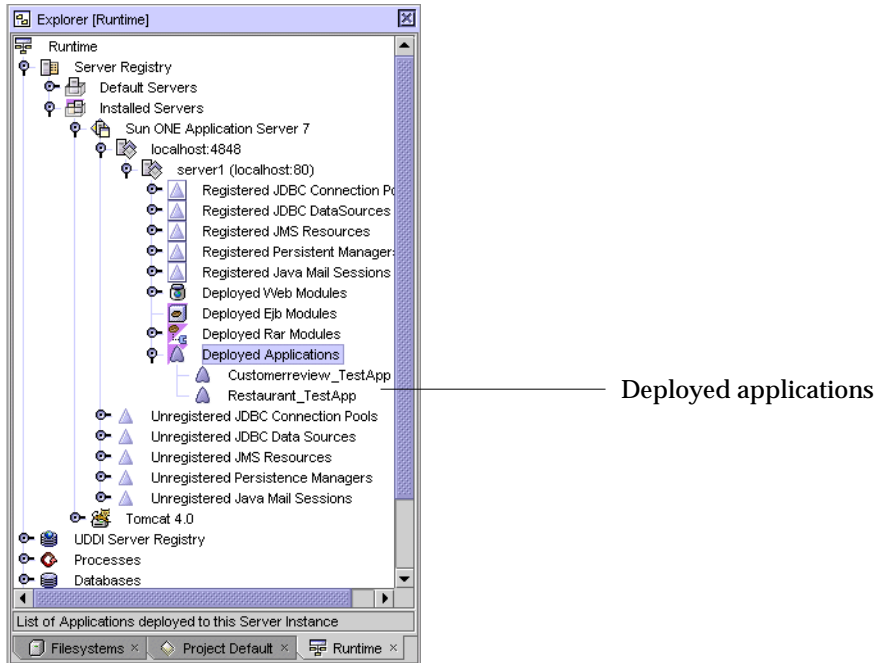 Explorer [Runtime]
Runtime
Server Registry
Default Servers
Installed Servers
Sun ONE Application Server 7
localhost:4848
server1 (localhost:80)
Registered JDBC Connection Po
Registered JDBC DataSources
Registered JMS Resources
Registered Persistent Manager
Registered Java Mail Sessions
Deployed Web Modules
Deployed Ejb Modules
Deployed Rar Modules
Deployed Applications
Customerreview_TestApp
Restaurant_TestApp
Deployed applications
Unregistered JDBC Connection Pools
Unregistered JDBC Data Sources
Unregistered JMS Resources
Unregistered Persistence Managers
Unregistered Java Mail Sessions
Tomcat 4.0
UDDI Server Registry
Processes
Databases
List of Applications deployed to this Server Instance
Filesystems × Project Default × Runtime ×